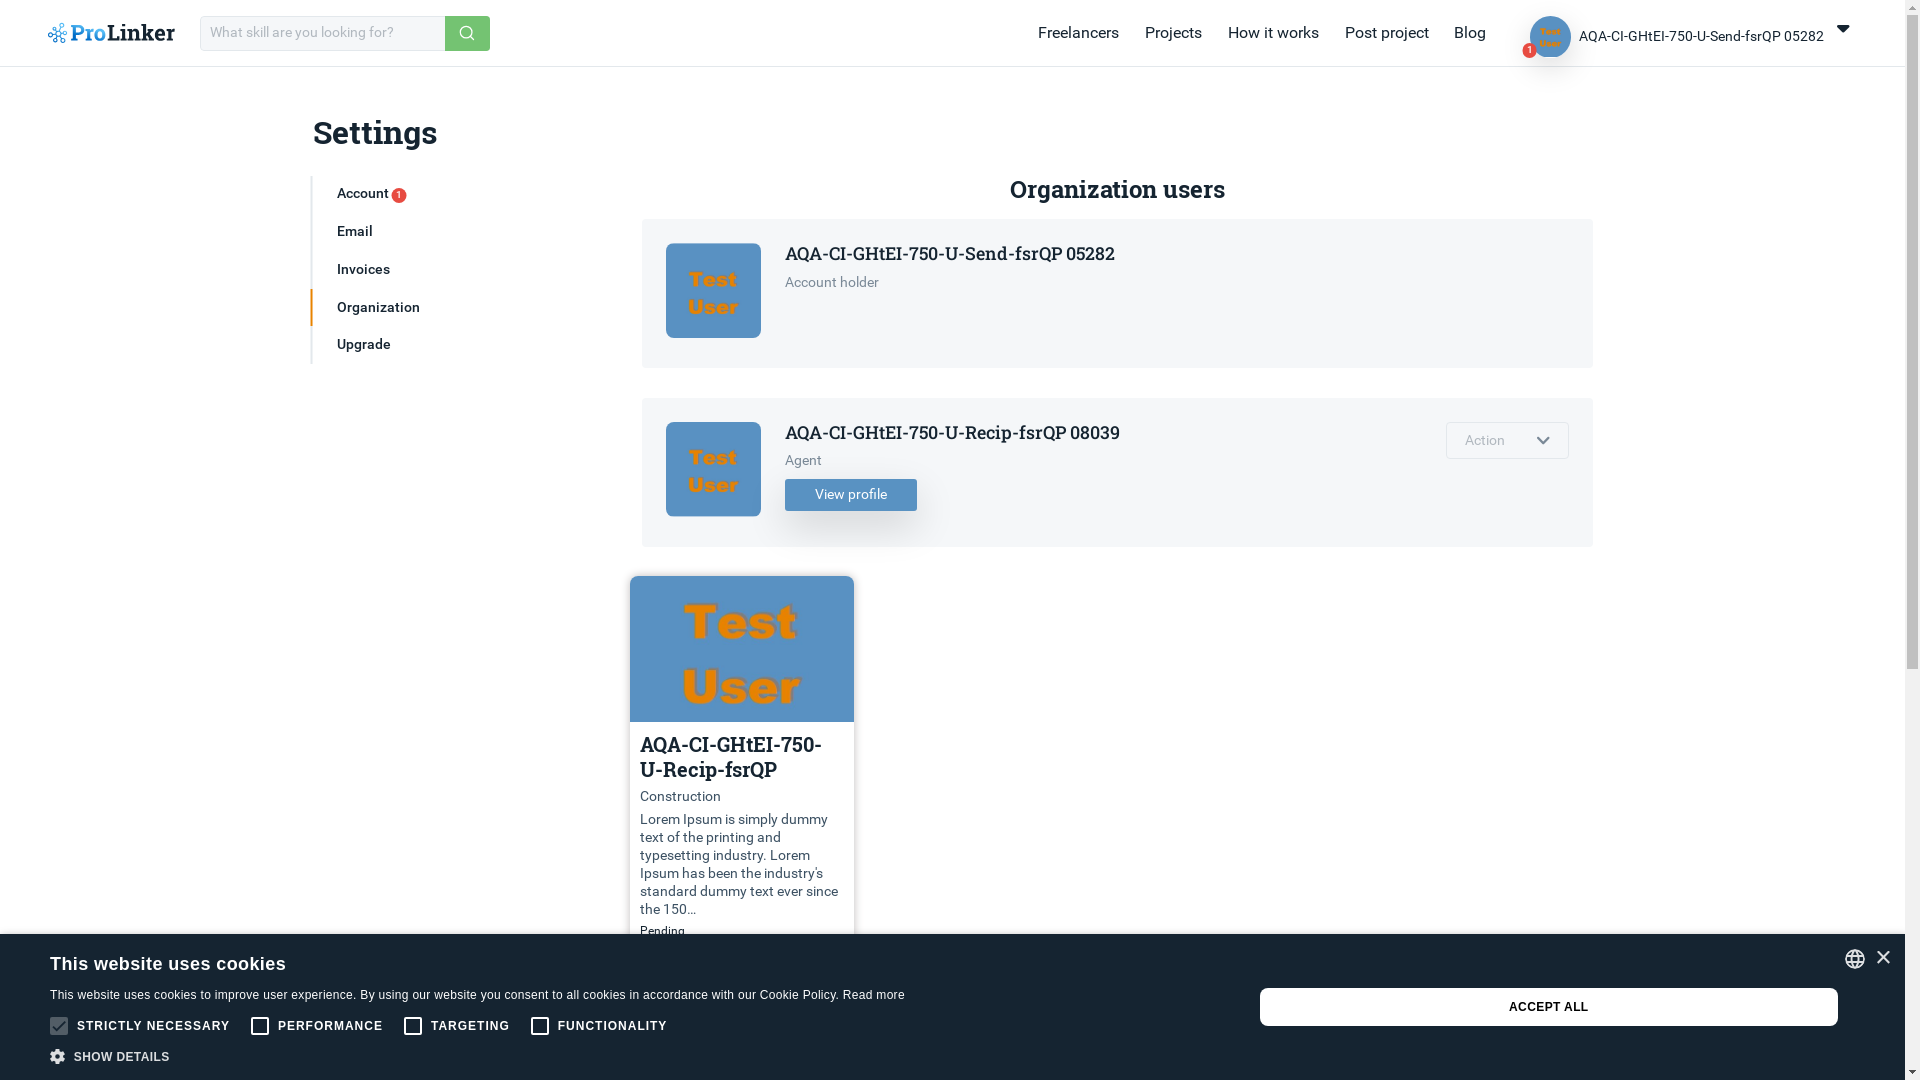 ProLinker
What skill are you looking for?
Freelancers
Projects
How it works
Post project
Blog
Test
User
1
AQA-CI-GHtEI-750-U-Send-fsrQP 05282
Settings
Account 1
Email
Invoices
Organization
Upgrade
Organization users
Test
User
AQA-CI-GHtEI-750-U-Send-fsrQP 05282
Account holder
Test
User
AQA-CI-GHtEI-750-U-Recip-fsrQP 08039
Agent
View profile
Action
Test
User
AQA-CI-GHtEI-750-
U-Recip-fsrQP
Construction
Lorem Ipsum is simply dummy
text of the printing and
typesetting industry. Lorem
Ipsum has been the industry's
standard dummy text ever since
the 150...
Pending
This website uses cookies
This website uses cookies to improve user experience. By using our website you consent to all cookies in accordance with our Cookie Policy. Read more
STRICTLY NECESSARY
PERFORMANCE
TARGETING
FUNCTIONALITY
SHOW DETAILS
ACCEPT ALL
×